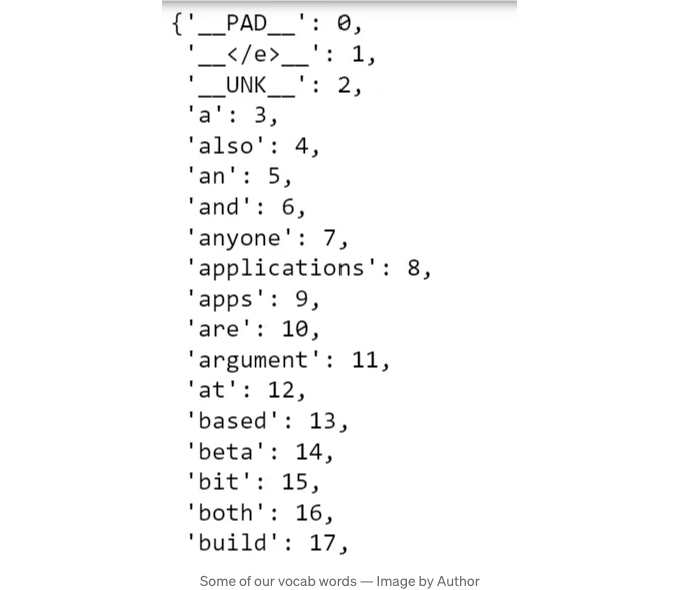 {'__PAD__': 0,
'__</e>__': 1,
'__UNK__': 2,
'a': 3,
'also': 4,
'an': 5,
'and': 6,
'anyone': 7,
'applications': 8,
'apps': 9,
'are': 10,
'argument': 11,
'at': 12,
'based': 13,
'beta': 14,
'bit': 15,
'both': 16,
'build': 17,
Some of our vocab words — Image by Author